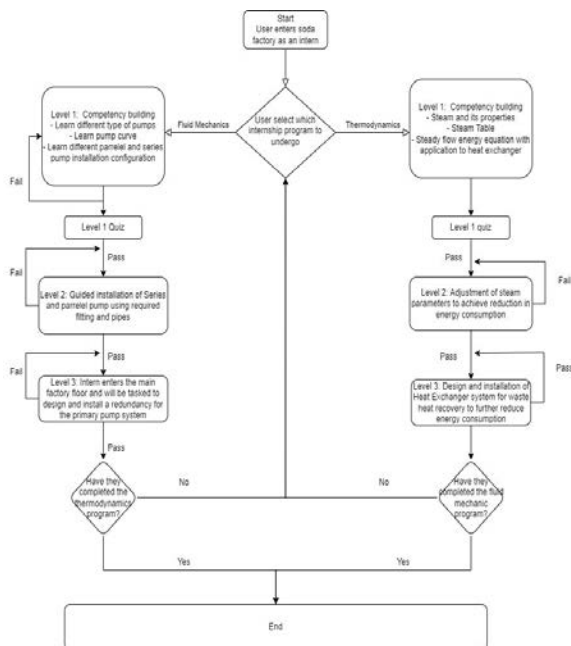 Start
User enters soda
factory as an intern
Level 1: Competency building
- Learn different type of pumps
- Learn pump curve
- Learn different parrelel and series
pump installation configuration
Fluid Mechanics
User select which
internship program to
undergo
Thermodynamics
Level 1: Competency building
- Steam and its properties
- Steam Table
- Steady flow energy equation with
application to heat exchanger
Fail
Level 1 Quiz
Level 1 quiz
Pass
Pass
Fail
Fail
Level 2: Guided installation of Series
and parrelel pump using required
fitting and pipes
Level 2: Adjustment of steam
parameters to achieve reduction in
energy consumption
Pass
Pass
Fail
Pass
Level 3: Intern enters the main
factory floor and will be tasked to
design and install a redundancy for
the primary pump system
Level 3: Design and installation of
Heat Exchanger system for waste
heat recovery to further reduce
energy consumption
Pass
Have they
completed the
thermodynamics
program?
No
No
Have they
completed the fluid
mechanic
program?
Yes
Yes
End